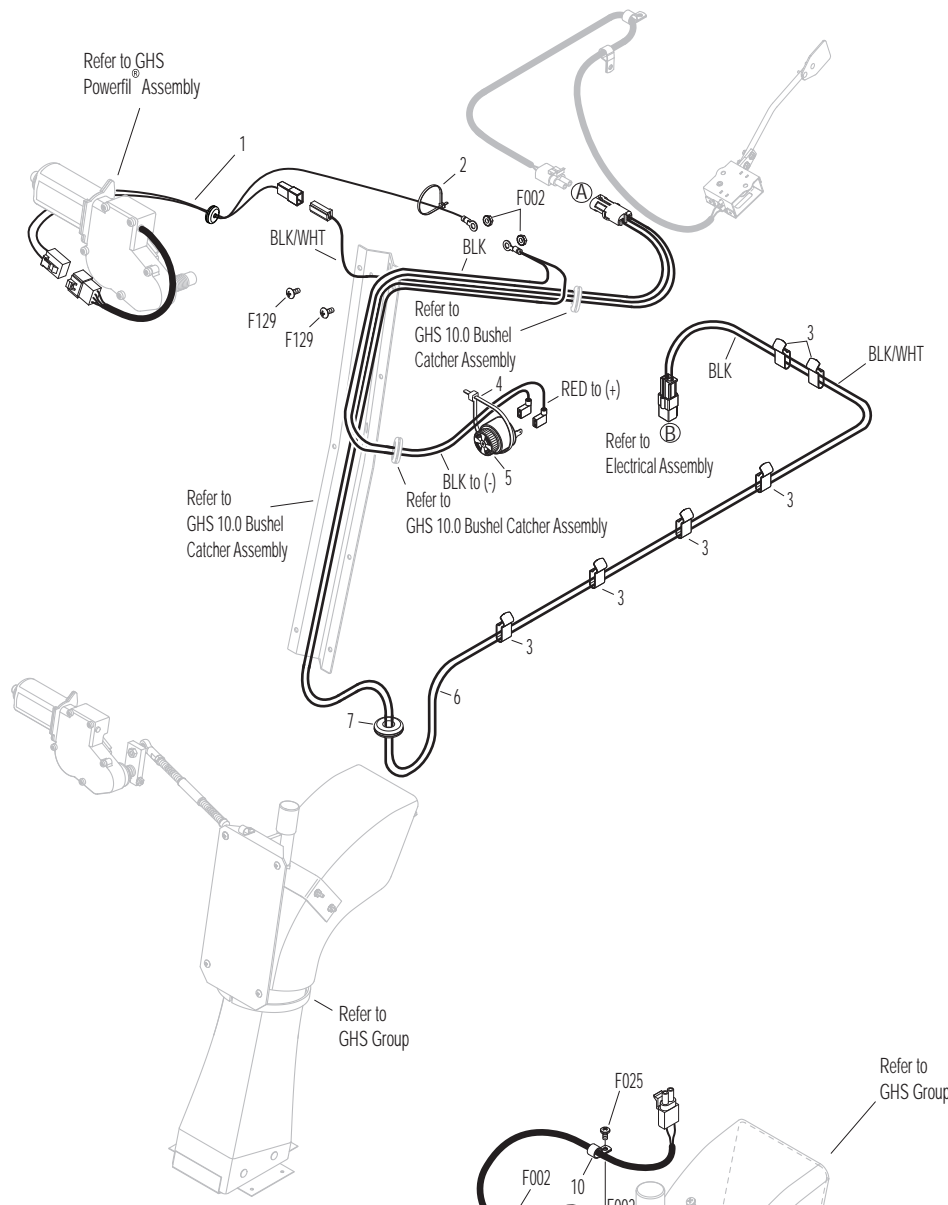 Refer to GHS
Powerfil® Assembly
1
2
F002
A
BLK/WHT
BLK
F129
F129
Refer to
GHS 10.0 Bushel
Catcher Assembly
3
BLK
BLK/WHT
4
RED to (+)
B
Refer to
Electrical Assembly
BLK to (-)
5
Refer to
GHS 10.0 Bushel
Catcher Assembly
Refer to
GHS 10.0 Bushel Catcher Assembly
3
3
3
3
6
7
Refer to
GHS Group
Refer to
GHS Group
F025
F002
10